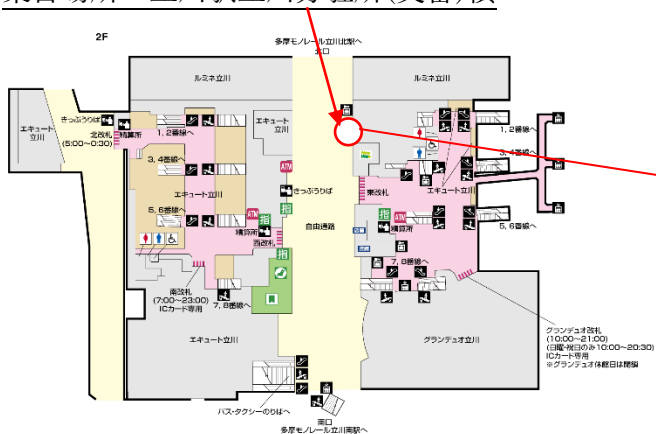 2F
多摩モノレール立川北駅へ
北口
ルミネ立川
ルミネ立川
エキュート
立川
きっぷうりば
北改札
(5:00~0:30)
精算所
1, 2番線へ
エキュート
立川
1, 2番線へ
3, 4番線へ
3, 4番線へ
エキュート立川
エキュート立川
ATM
きっぷうりば
東改札
5, 6番線へ
ATM
指
指
精算所
西改札
自由通路
ATM
指
精算所
5, 6番線へ
南改札
(7:00~23:00)
ICカード専用
7, 8番線へ
7, 8番線へ
エキュート立川
グランデュオ立川
グランデュオ改札
(10:00~21:00)
(日曜・祝日のみ10:00~20:30)
ICカード専用
※グランデュオ休館日は閉鎖
バス・タクシーのりばへ
南口
多摩モノレール立川南駅へ